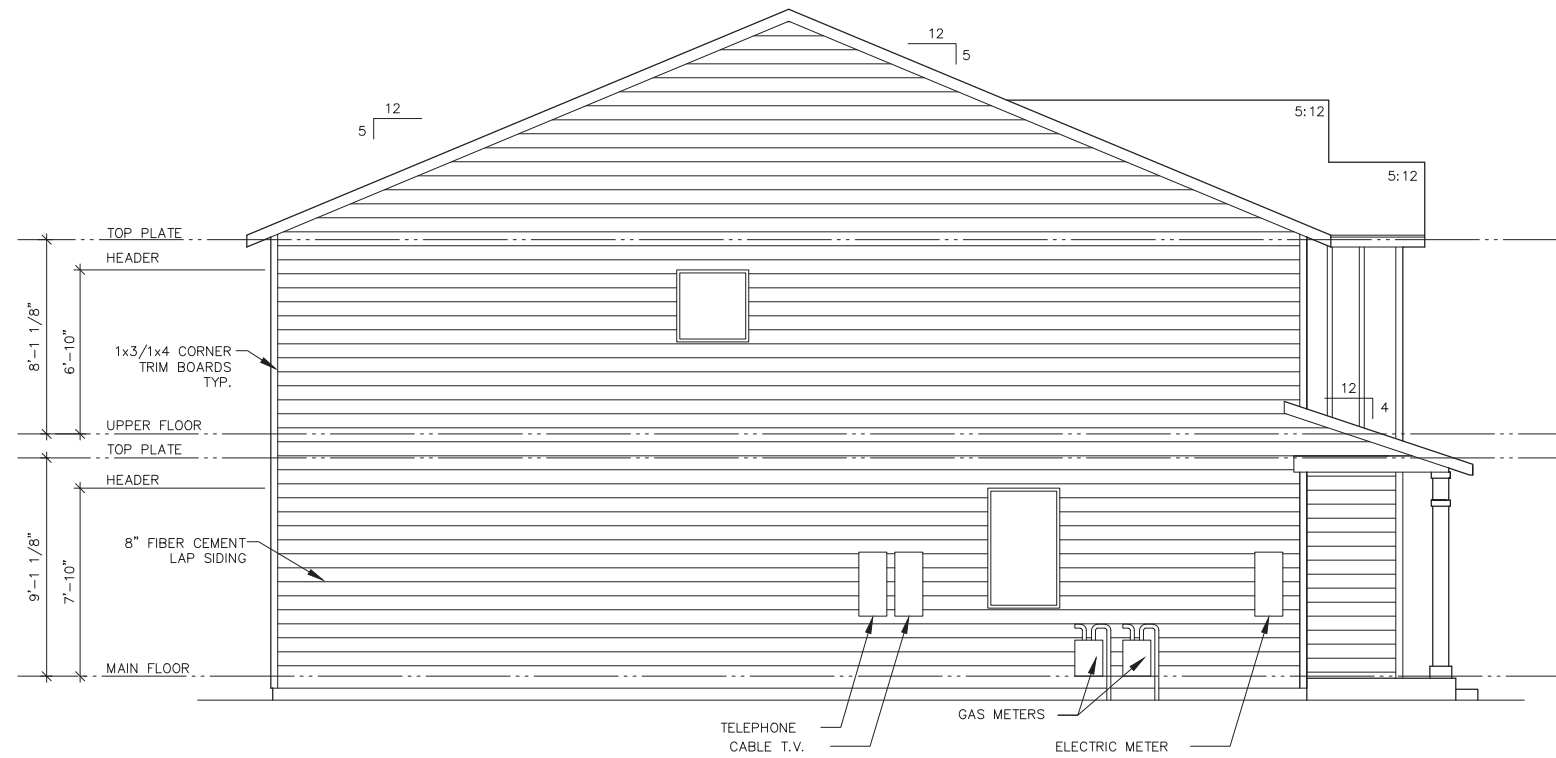 12
5
12
5
5:12
5:12
TOP PLATE
HEADER
8'-1 1/8"
6'-10"
1x3/1x4 CORNER
TRIM BOARDS
TYP.
12
4
UPPER FLOOR
TOP PLATE
HEADER
9'-1 1/8"
7'-10"
8" FIBER CEMENT
LAP SIDING
MAIN FLOOR
TELEPHONE
CABLE T.V.
GAS METERS
ELECTRIC METER